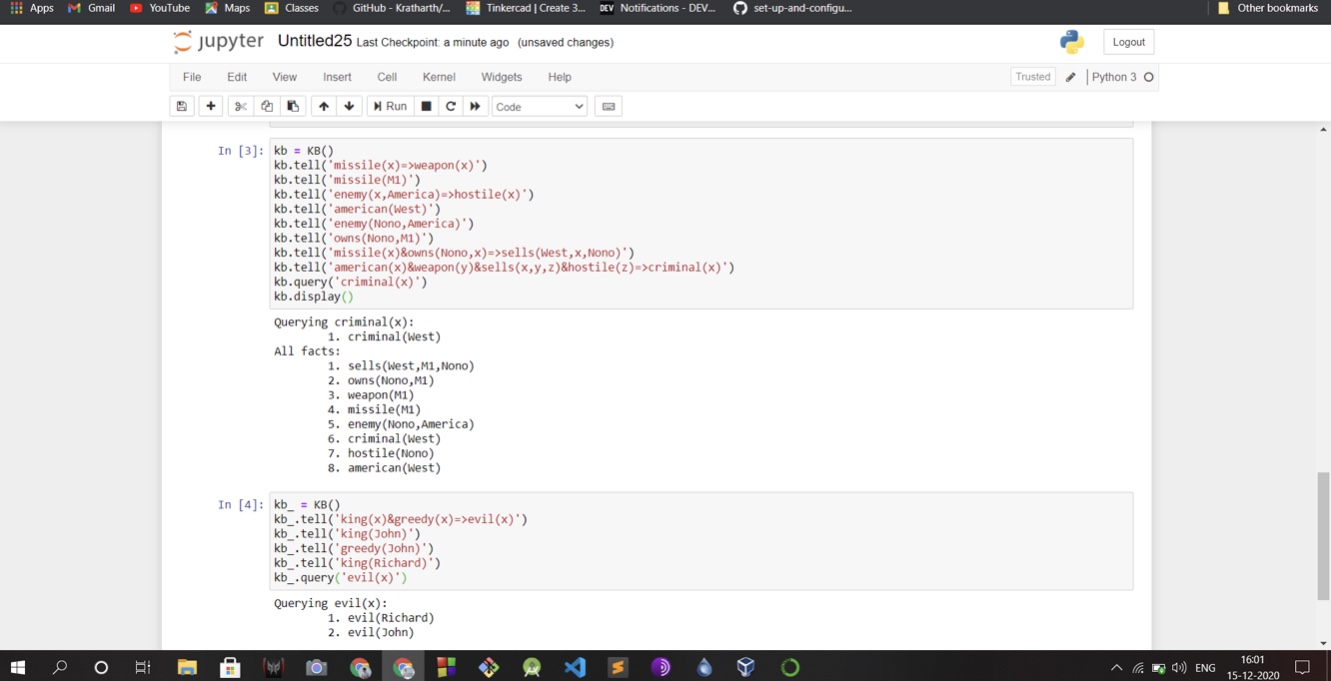 Apps Gmail YouTube Maps Classes GitHub - Kratharth/... Tinkercad | Create 3... DEV Notifications - DEV... set-up-and-configu... Other bookmarks
jupyter Untitled25 Last Checkpoint: a minute ago (unsaved changes) Logout
File Edit View Insert Cell Kernel Widgets Help Trusted Python 3
Run Code
In [3]: kb = KB()
kb.tell('missile(x)=>weapon(x)')
kb.tell('missile(M1)')
kb.tell('enemy(x,America)=>hostile(x)')
kb.tell('american(West)')
kb.tell('enemy(Nono,America)')
kb.tell('owns(Nono,M1)')
kb.tell('missile(x)&owns(Nono,x)=>sells(West,x,Nono)')
kb.tell('american(x)&weapon(y)&sells(x,y,z)&hostile(z)=>criminal(x)')
kb.query('criminal(x)')
kb.display()
Querying criminal(x):
1. criminal(West)
All facts:
1. sells(West,M1,Nono)
2. owns(Nono,M1)
3. weapon(M1)
4. missile(M1)
5. enemy(Nono,America)
6. criminal(West)
7. hostile(Nono)
8. american(West)
In [4]: kb_ = KB()
kb_.tell('king(x)&greedy(x)=>evil(x)')
kb_.tell('king(John)')
kb_.tell('greedy(John)')
kb_.tell('king(Richard)')
kb_.query('evil(x)')
Querying evil(x):
1. evil(Richard)
2. evil(John)
ENG 16:01
15-12-2020